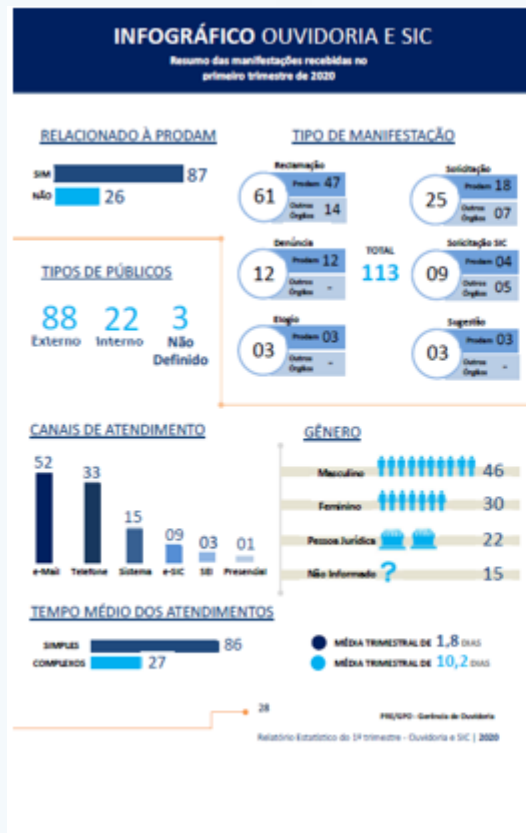 INFOGRÁFICO OUVIDORIA E SIC
Resumo das manifestações recebidas no
primeiro trimestre de 2020
RELACIONADO À PRODAM
SIM 87
NÃO 26
TIPO DE MANIFESTAÇÃO
Reclamação
61
Prodam 47
Outros Órgãos 14
Solicitação
25
Prodam 18
Outros Órgãos 07
Denúncia
12
Prodam 12
Outros Órgãos -
TOTAL
113
Solicitação SIC
09
Prodam 04
Outros Órgãos 05
Elogio
03
Prodam 03
Outros Órgãos -
Sugestão
03
Prodam 03
Outros Órgãos -
TIPOS DE PÚBLICOS
88 22 3
Externo Interno Não
Definido
CANAIS DE ATENDIMENTO
52 33 15 09 03 01
e-Mail Telefone Sistema e-SIC SEI Presencial
GÊNERO
Masculino 46
Feminino 30
Pessoa Jurídica 22
Não Informado ? 15
TEMPO MÉDIO DOS ATENDIMENTOS
SIMPLES 86
COMPLEXOS 27
MÉDIA TRIMESTRAL DE 1,8 DIAS
MÉDIA TRIMESTRAL DE 10,2 DIAS
28
PRE/GPO - Gerência de Ouvidoria
Relatório Estatístico do 1º trimestre - Ouvidoria e SIC | 2020